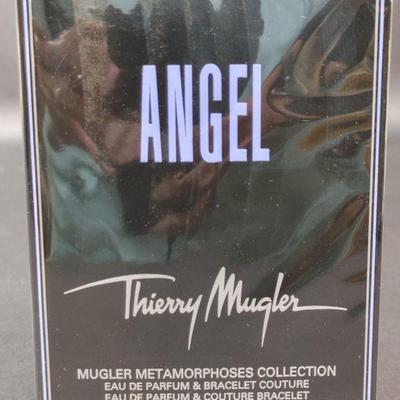 ANGEL
Thierry Mugler
MUGLER METAMORPHOSES COLLECTION
EAU DE PARFUM & BRACELET COUTURE
EAU DE PARFUM & COUTURE BRACELET